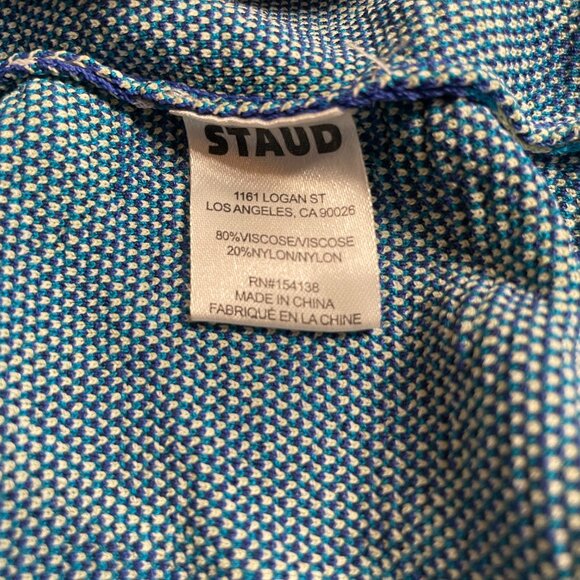 STAUD
1161 LOGAN ST
LOS ANGELES, CA 90026
80%VISCOSE/VISCOSE
20%NYLON/NYLON
RN#154138
MADE IN CHINA
FABRIQUÉ EN LA CHINE